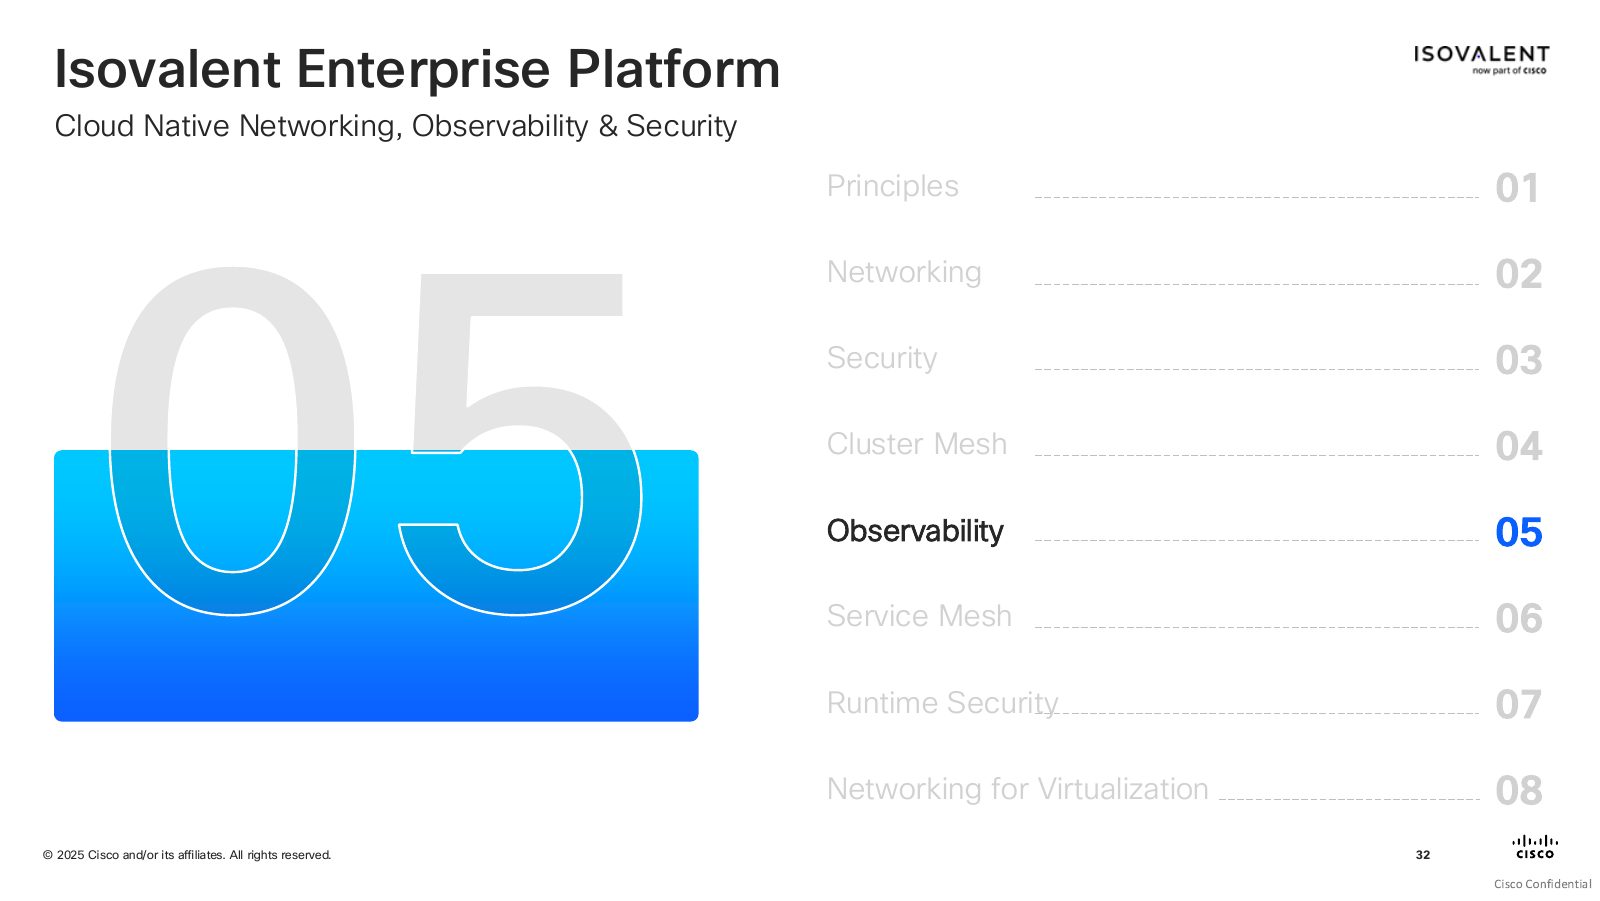 Isovalent Enterprise Platform
Cloud Native Networking, Observability & Security
ISOVALENT
now part of CISCO
05
Principles 01
Networking 02
Security 03
Cluster Mesh 04
Observability 05
Service Mesh 06
Runtime Security 07
Networking for Virtualization 08
© 2025 Cisco and/or its affiliates. All rights reserved.
32
CISCO
Cisco Confidential